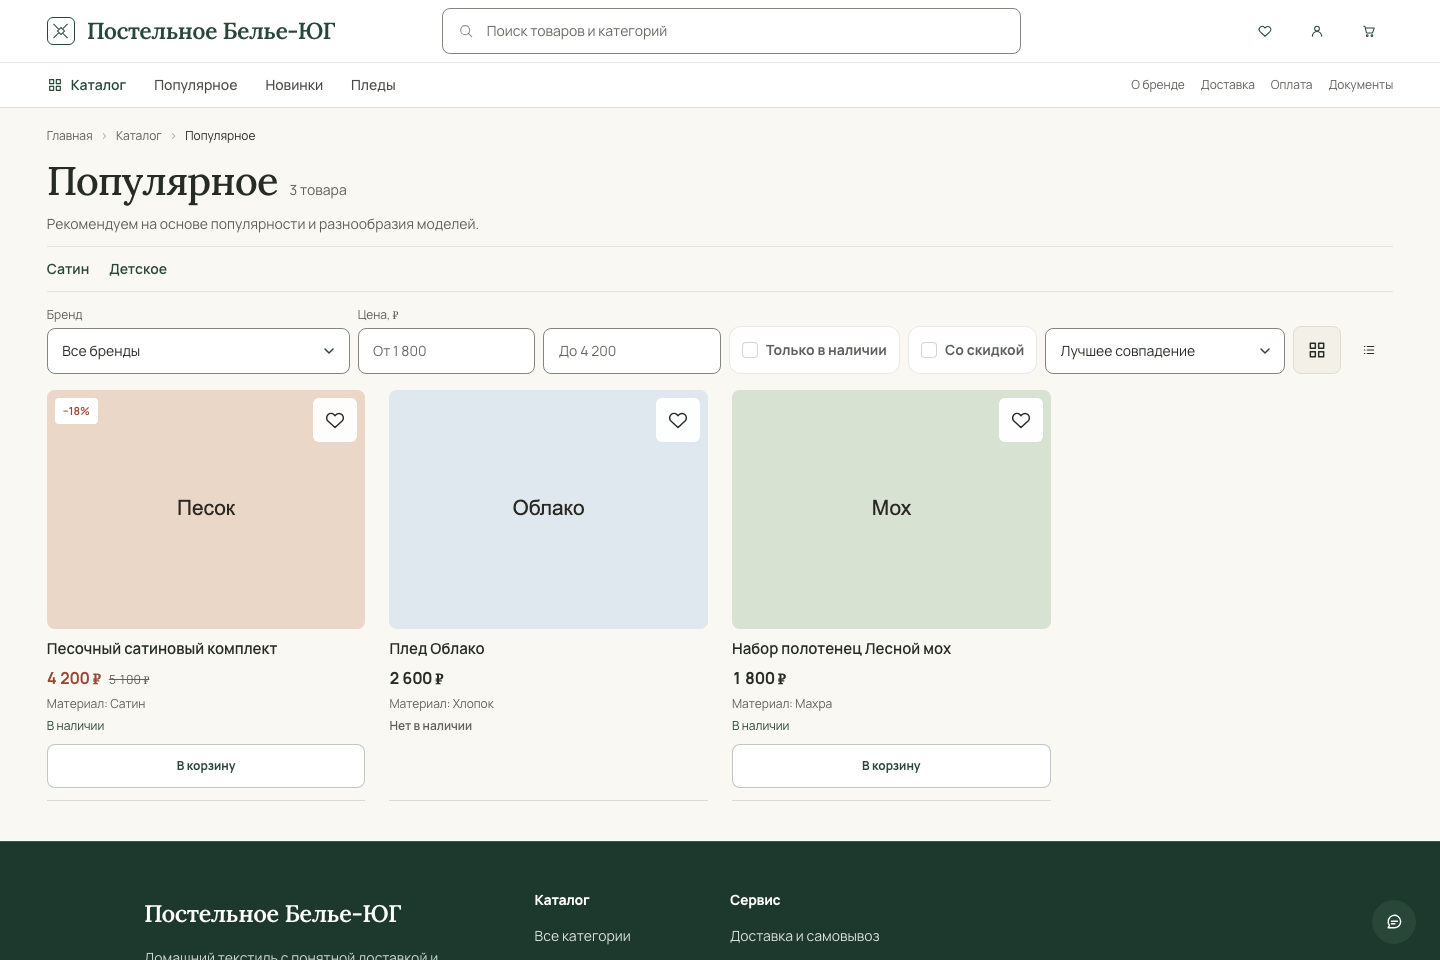 Постельное Белье-ЮГ
Поиск товаров и категорий
Каталог Популярное Новинки Пледы
О бренде Доставка Оплата Документы
Главная › Каталог › Популярное
Популярное 3 товара
Рекомендуем на основе популярности и разнообразия моделей.
Сатин Детское
Бренд
Цена, ₽
Все бренды
От 1 800
До 4 200
Только в наличии
Со скидкой
Лучшее совпадение
−18%
Песок
Песочный сатиновый комплект
4 200 ₽ 5 100 ₽
Материал: Сатин
В наличии
В корзину
Облако
Плед Облако
2 600 ₽
Материал: Хлопок
Нет в наличии
Мох
Набор полотенец Лесной мох
1 800 ₽
Материал: Махра
В наличии
В корзину
Постельное Белье-ЮГ
Домашний текстиль с понятной доставкой и
Каталог
Все категории
Сервис
Доставка и самовывоз